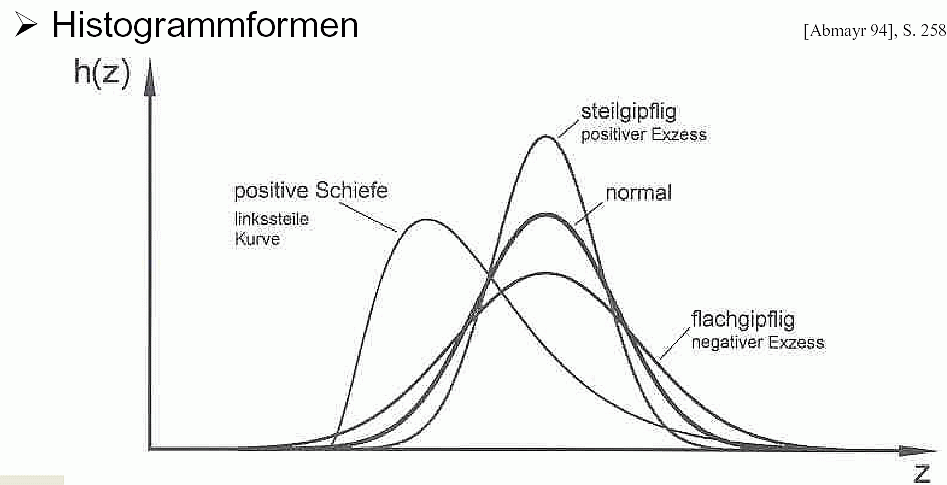 ➢ Histogrammformen
[Abmayr 94], S. 258
h(z)
steilgipflig
positiver Exzess
positive Schiefe
linkssteile
Kurve
normal
flachgipflig
negativer Exzess
z